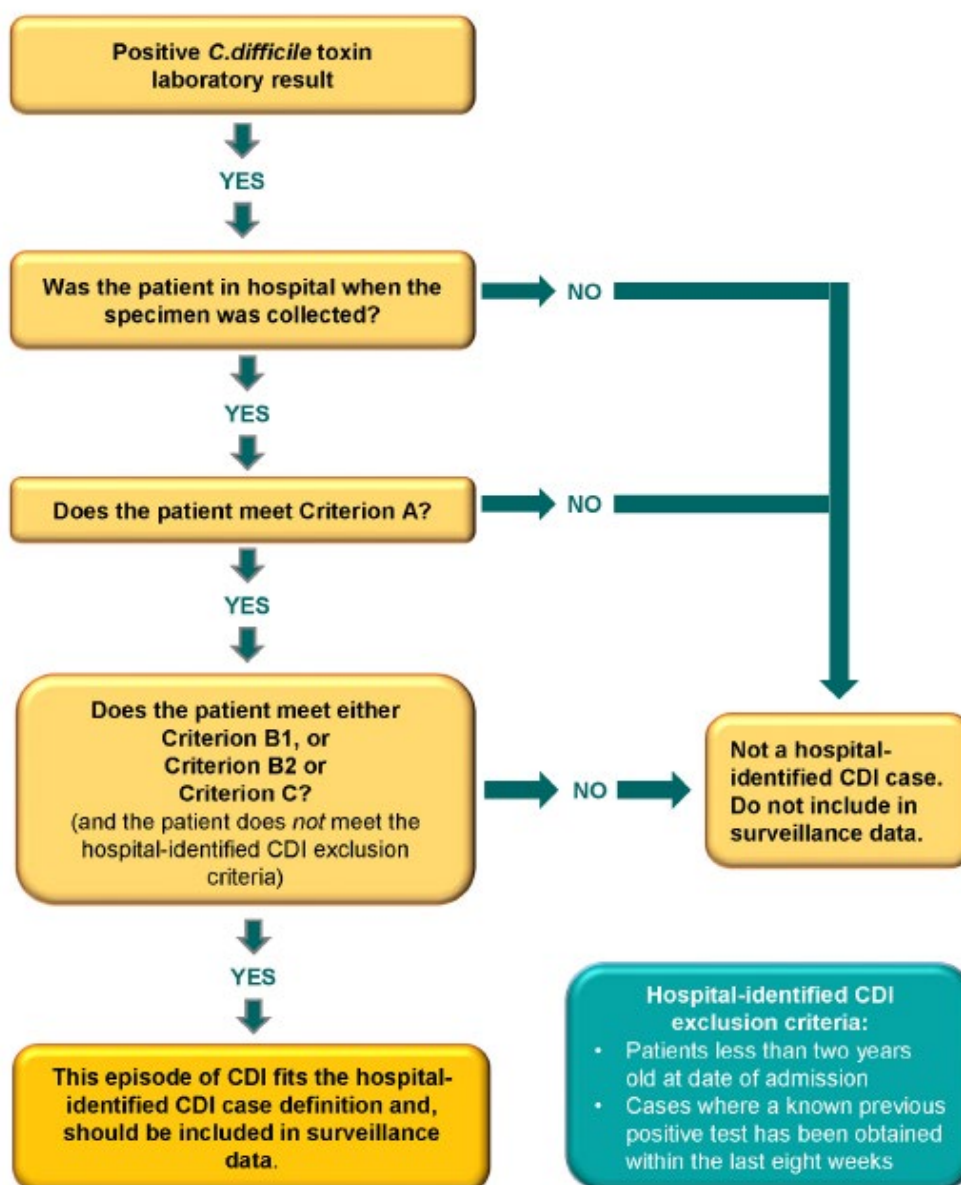 Positive C.difficile toxin
laboratory result
YES
Was the patient in hospital when the
specimen was collected?
NO
YES
Does the patient meet Criterion A?
NO
YES
Does the patient meet either
Criterion B1, or
Criterion B2 or
Criterion C?
(and the patient does not meet the
hospital-identified CDI exclusion
criteria)
NO
Not a hospital-
identified CDI case.
Do not include in
surveillance data.
YES
This episode of CDI fits the hospital-
identified CDI case definition and,
should be included in surveillance
data.
Hospital-identified CDI
exclusion criteria:
• Patients less than two years
old at date of admission
• Cases where a known previous
positive test has been obtained
within the last eight weeks